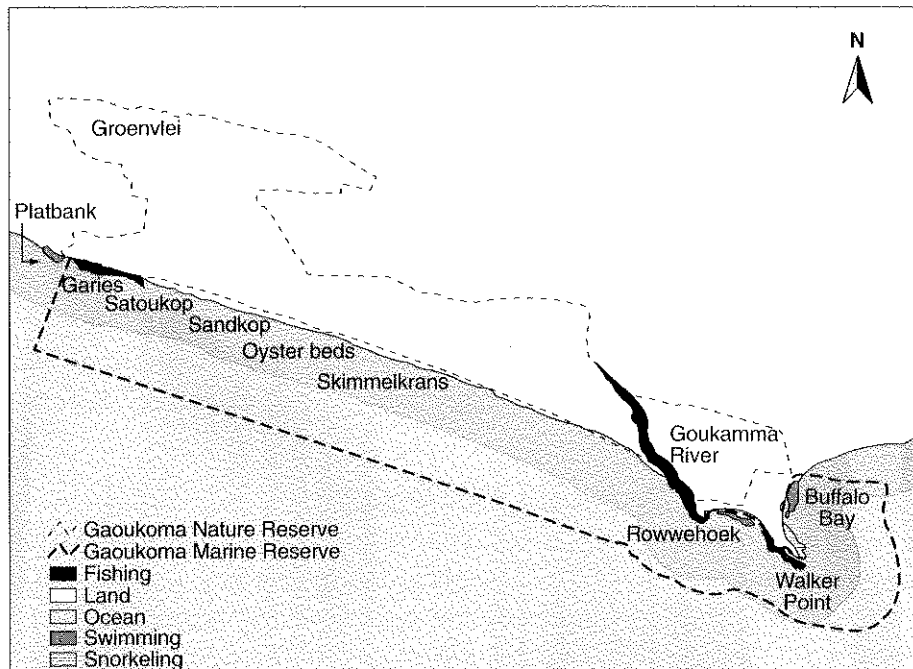 N
Groenvlei
Platbank
Garies
Satoukop
Sandkop
Oyster beds
Skimmelkrans
Goukamma
River
Buffalo
Bay
Rowwehoek
Walker
Point
Gaoukoma Nature Reserve
Gaoukoma Marine Reserve
Fishing
Land
Ocean
Swimming
Snorkeling